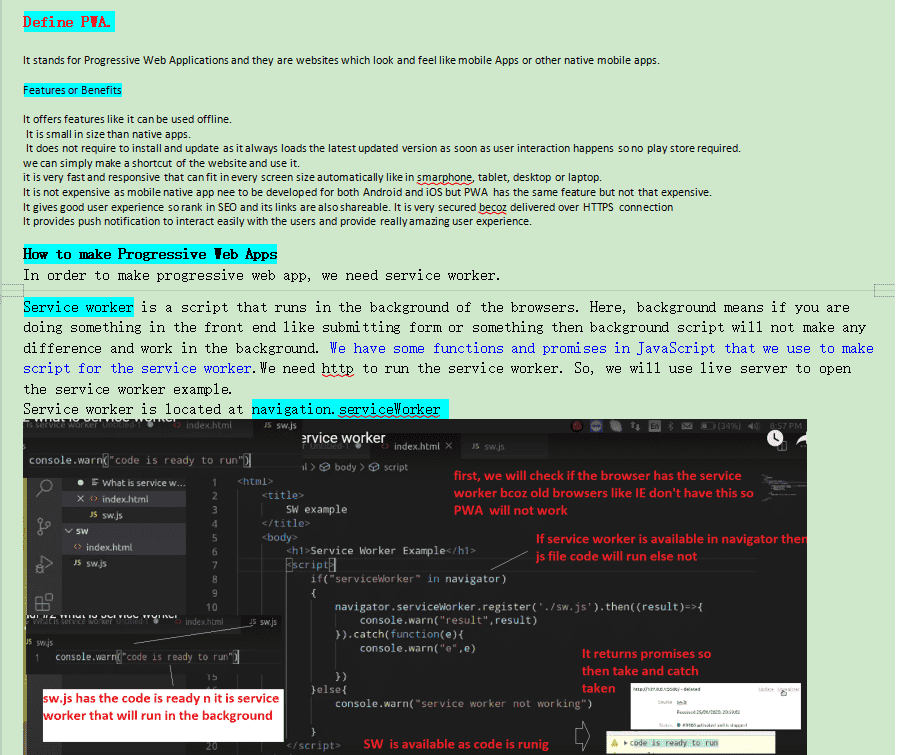 Define PWA.
It stands for Progressive Web Applications and they are websites which look and feel like mobile Apps or other native mobile apps.
Features or Benefits
It offers features like it can be used offline.
It is small in size than native apps.
It does not require to install and update as it always loads the latest updated version as soon as user interaction happens so no play store required.
we can simply make a shortcut of the website and use it.
it is very fast and responsive that can fit in every screen size automatically like in smarphone, tablet, desktop or laptop.
It is not expensive as mobile native app nee to be developed for both Android and iOS but PWA has the same feature but not that expensive.
It gives good user experience so rank in SEO and its links are also shareable. It is very secured becoz delivered over HTTPS connection
It provides push notification to interact easily with the users and provide really amazing user experience.
How to make Progressive Web Apps
In order to make progressive web app, we need service worker.
Service worker is a script that runs in the background of the browsers. Here, background means if you are
doing something in the front end like submitting form or something then background script will not make any
difference and work in the background. We have some functions and promises in JavaScript that we use to make
script for the service worker. We need http to run the service worker. So, we will use live server to open
the service worker example.
Service worker is located at navigation.serviceWorker
index.html
JS sw.js
EN
(34%)
8:57 PM
ervice worker
index.html
JS sw.js
console.warn("code is ready to run")
body > script
What is service w...
index.html
JS sw.js
sw
index.html
JS sw.js
1 <html>
2 <title>
3 SW example
4 </title>
5 <body>
6 <h1>Service Worker Example</h1>
7 <script>
8 if("serviceWorker" in navigator)
9 {
10 navigator.serviceWorker.register('./sw.js').then((result)=>{
console.warn("result",result)
}).catch(function(e){
console.warn("e",e)
15 })
}else{
console.warn("service worker not working")
}
20 </script>
first, we will check if the browser has the service
worker bcoz old browsers like IE don't have this so
PWA will not work
If service worker is available in navigator then
js file code will run else not
It returns promises so
then take and catch
taken
index.html
JS sw.js
sw.js
1 console.warn("code is ready to run")
sw.js has the code is ready n it is service
worker that will run in the background
SW is available as code is runig
Source sw.js
code is ready to run